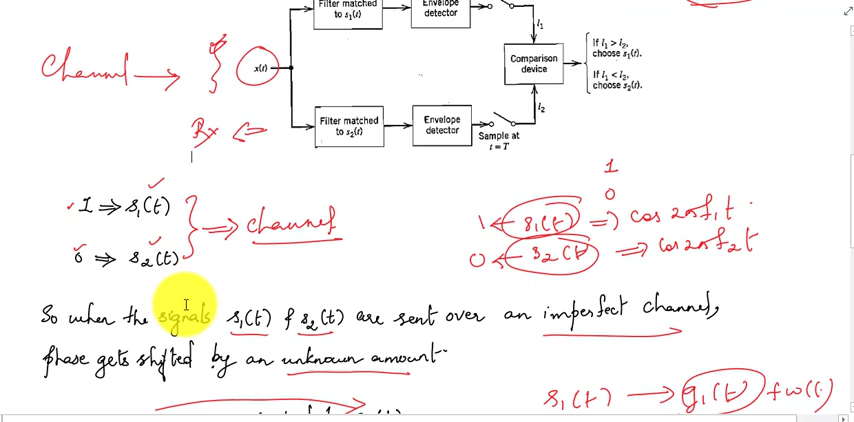 Filter matched
to s₁(t)
Envelope
detector
l₁
Channel
x(t)
Comparison
device
If l₁ > l₂,
choose s₁(t).
If l₁ < l₂,
choose s₂(t).
l₂
Rx
Filter matched
to s₂(t)
Envelope
detector
Sample at
t = T
1
0
1 ⇒ s₁(t)
⇒ channel
0 ⇒ s₂(t)
1 ← s₁(t) ⇒ cos 2πf₁t
0 ← s₂(t) ⇒ cos 2πf₂t
So when the signals s₁(t) & s₂(t) are sent over an imperfect channel,
phase gets shifted by an unknown amount.
s₁(t) → g₁(t) + w(t)